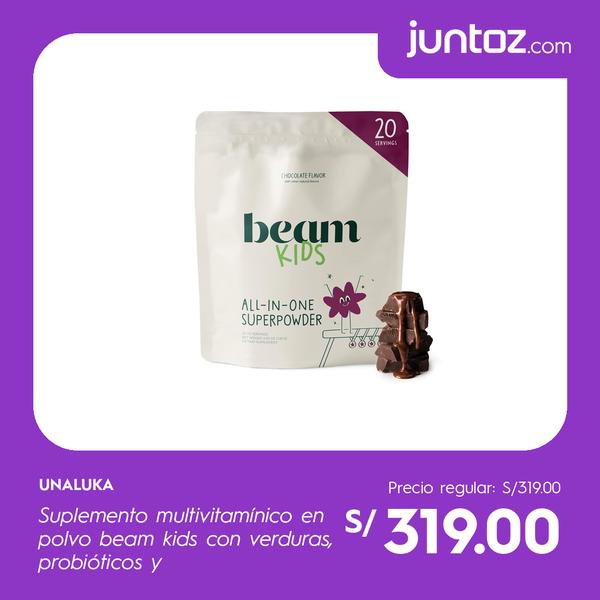 juntoz.com
20
SERVINGS
CHOCOLATE FLAVOR
beam
KIDS
ALL-IN-ONE
SUPERPOWDER
UNALUKA
Precio regular: S/319.00
Suplemento multivitamínico en
polvo beam kids con verduras,
probióticos y
S/ 319.00